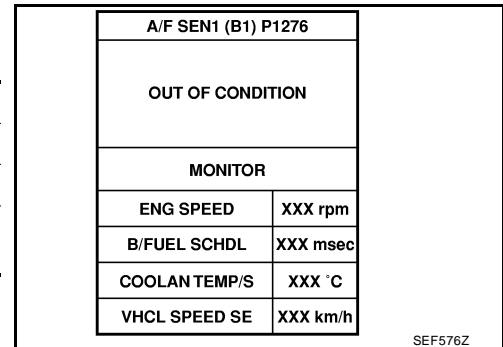 A/F SEN1 (B1) P1276
OUT OF CONDITION
MONITOR
ENG SPEED XXX rpm
B/FUEL SCHDL XXX msec
COOLAN TEMP/S XXX °C
VHCL SPEED SE XXX km/h
SEF576Z